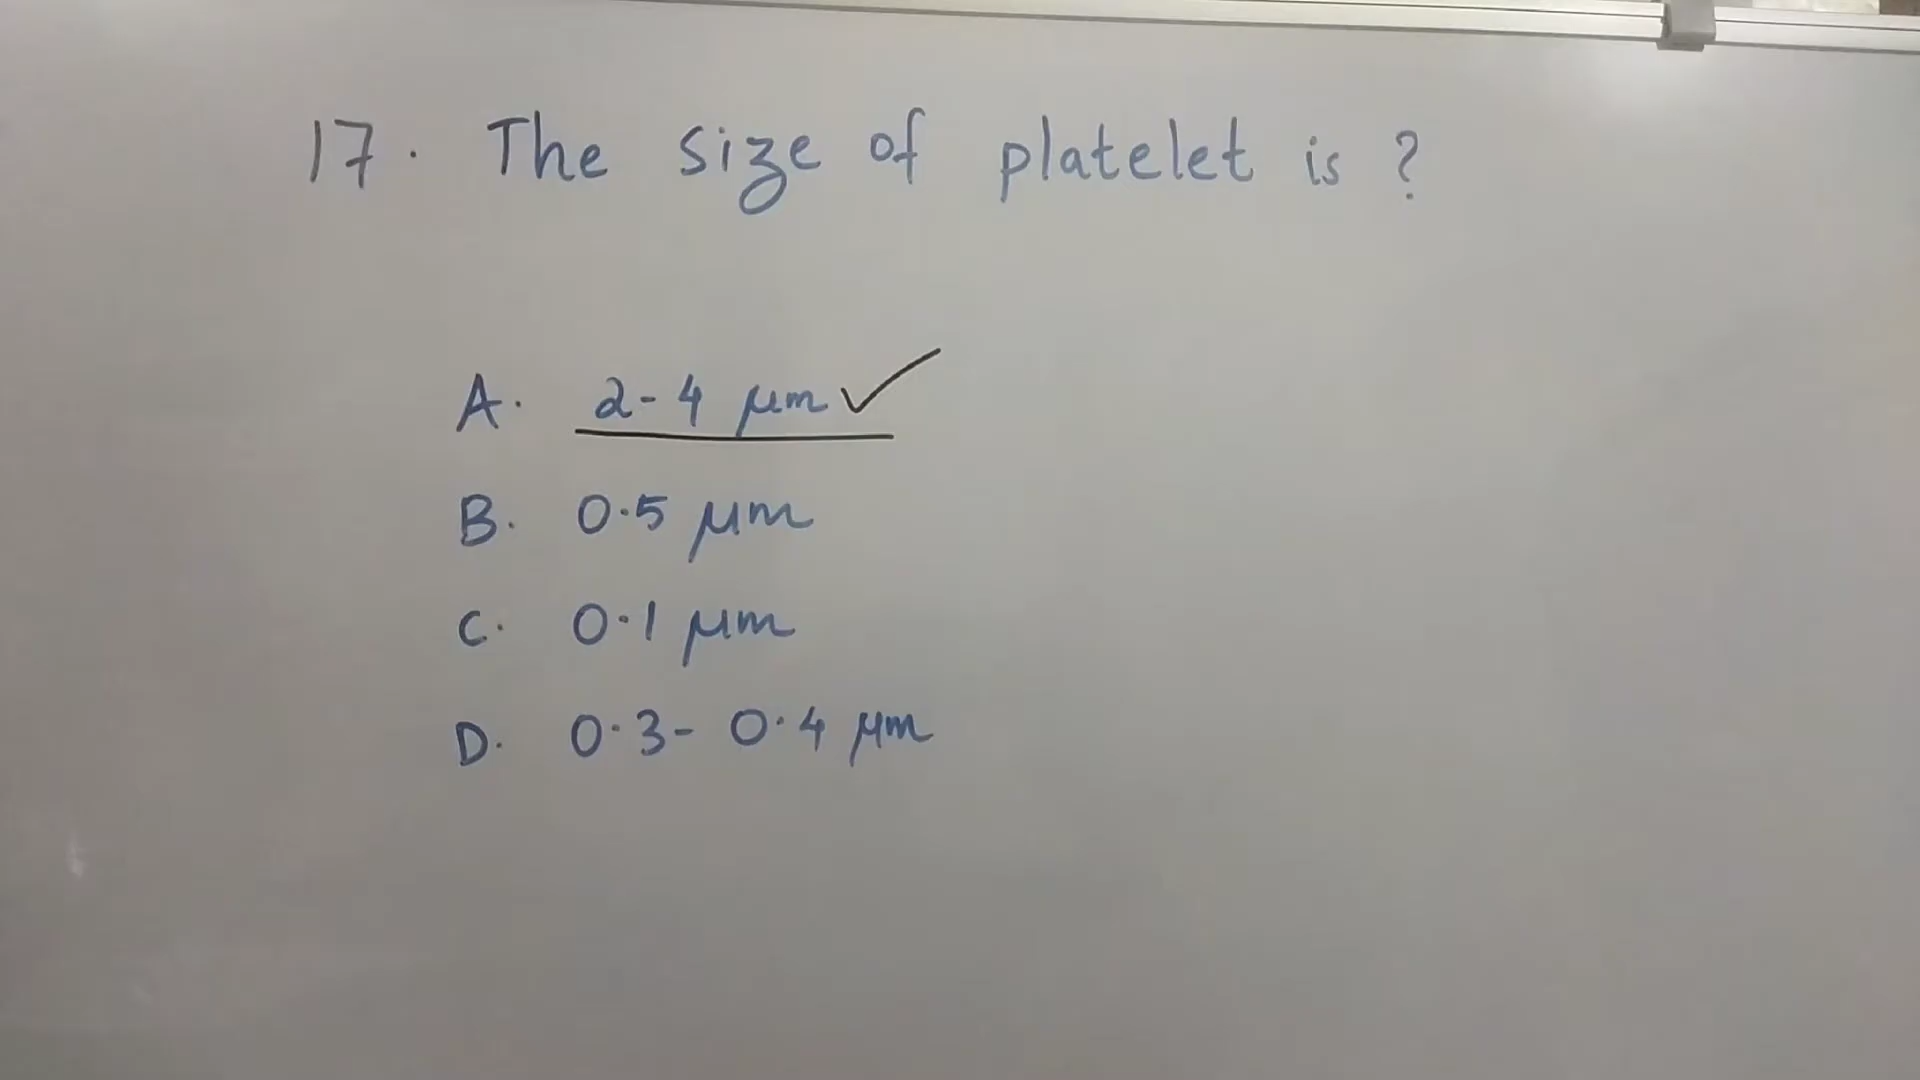 17. The size of platelet is ?
A. 2-4 μm ✓
B. 0.5 μm
C. 0.1 μm
D. 0.3- 0.4 μm